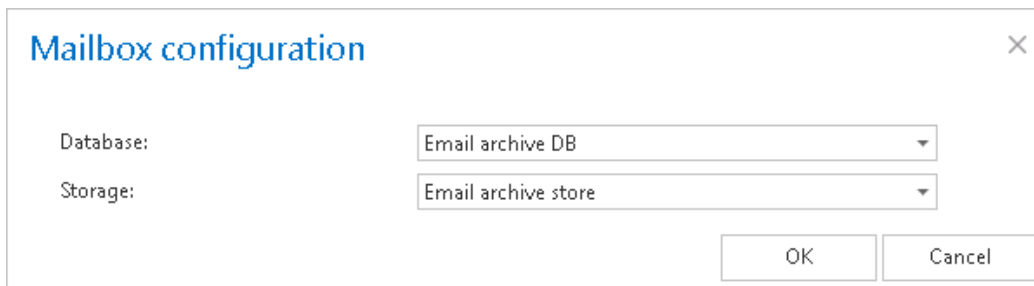 Mailbox configuration
Database: Email archive DB
Storage: Email archive store
OK Cancel